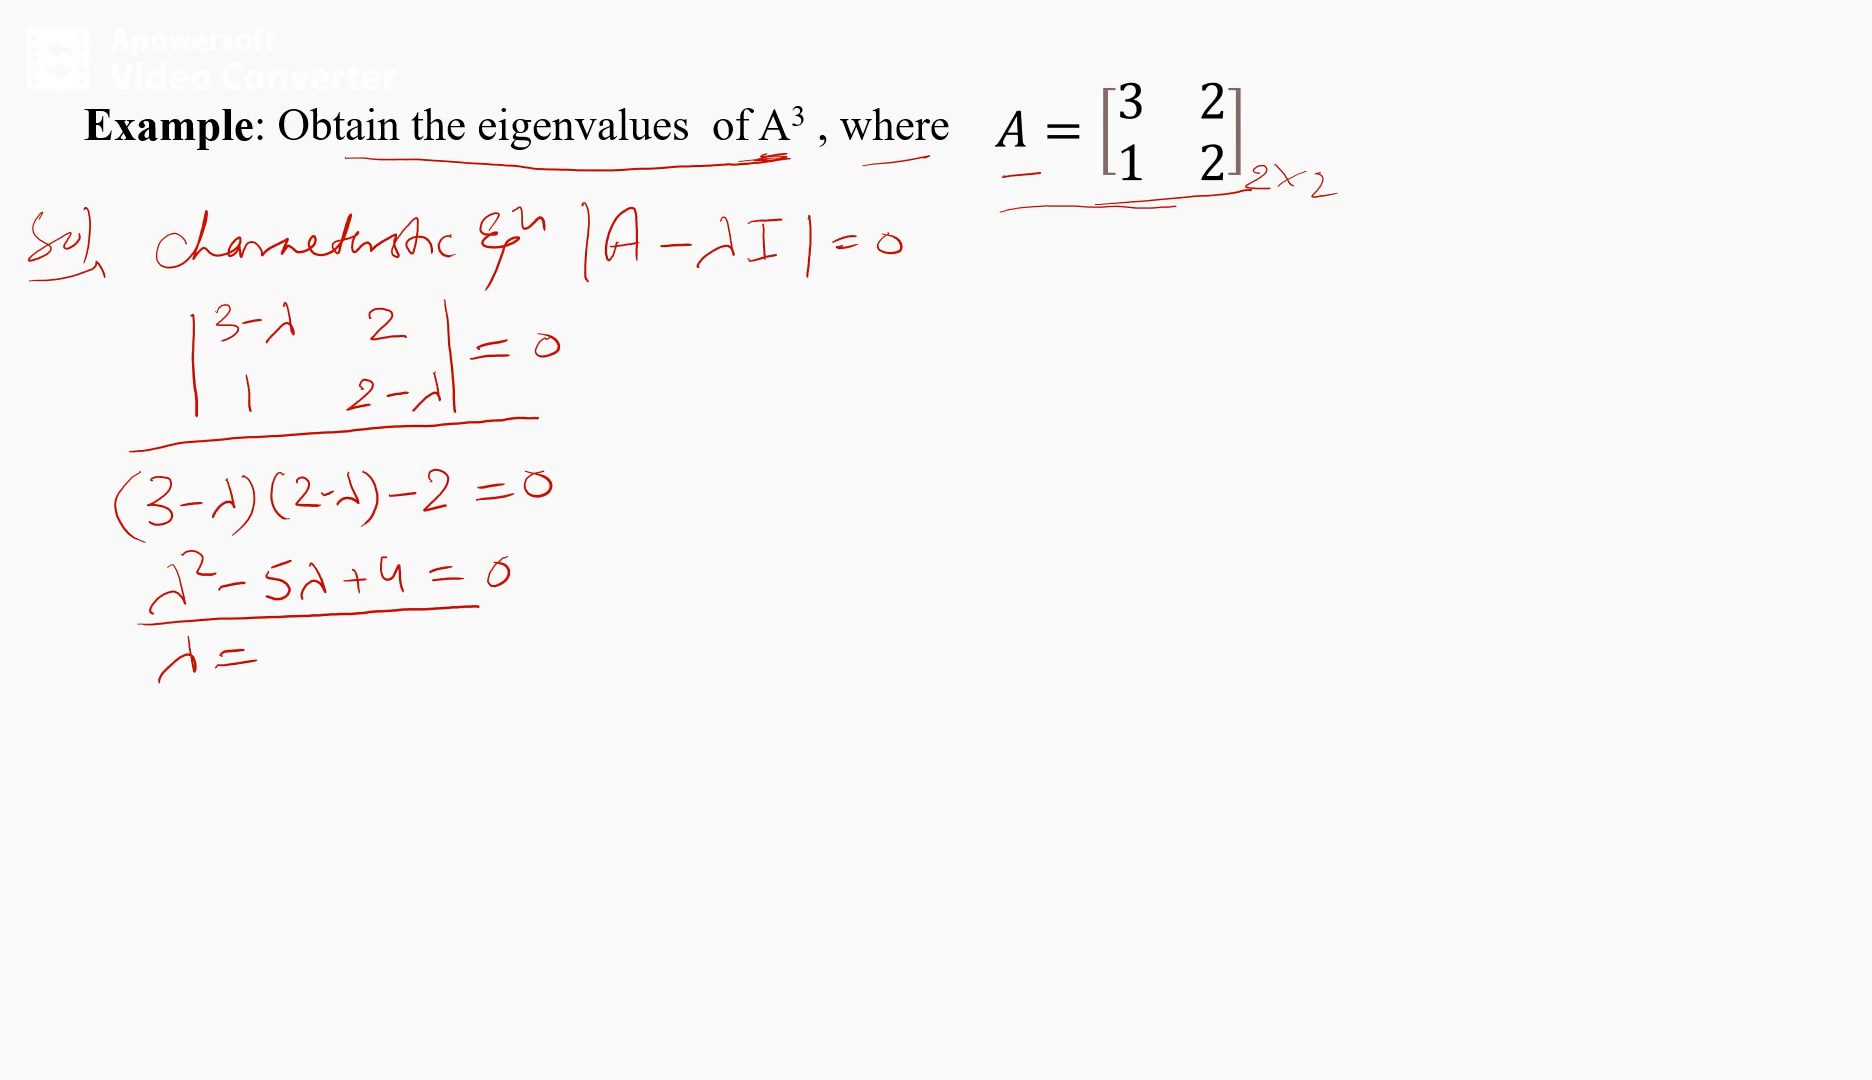 Apowersoft
Video Converter
Example: Obtain the eigenvalues of A³ , where A = [3 2
1 2] 2×2
Sol, characteristic Eqⁿ |A - λI| = 0
|3-λ 2
1 2-λ| = 0
(3-λ)(2-λ)-2 = 0
λ² - 5λ + 4 = 0
λ =